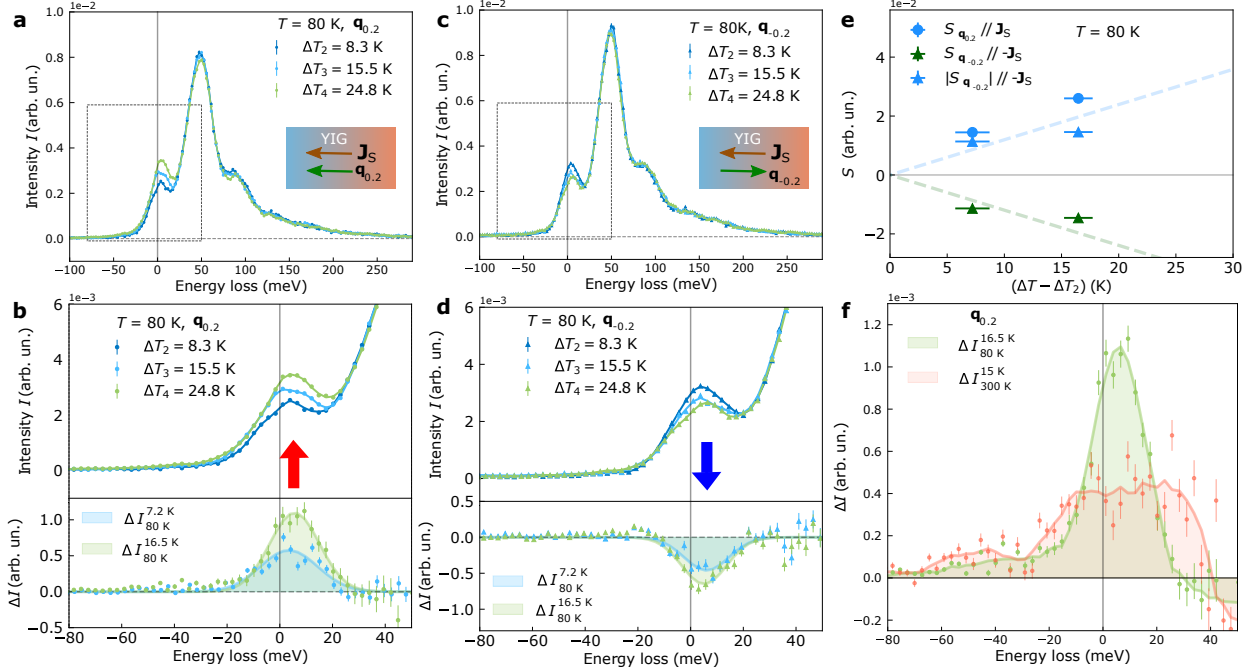 a
1e−2
T = 80 K, q0.2
ΔT2 = 8.3 K
ΔT3 = 15.5 K
ΔT4 = 24.8 K
YIG
JS
q0.2
Intensity I (arb. un.)
1.0
0.8
0.6
0.4
0.2
0.0
−100 −50 0 50 100 150 200 250
Energy loss (meV)
c
1e−2
T = 80K, q-0.2
ΔT2 = 8.3 K
ΔT3 = 15.5 K
ΔT4 = 24.8 K
YIG
JS
q-0.2
Intensity I (arb. un.)
1.0
0.8
0.6
0.4
0.2
0.0
−100 −50 0 50 100 150 200 250
Energy loss (meV)
e
1e−2
S q0.2 // JS
S q-0.2 // -JS
|S q-0.2| // -JS
T = 80 K
S (arb. un.)
4
2
0
−2
0 5 10 15 20 25 30
(ΔT − ΔT2) (K)
b
1e−3
T = 80 K, q0.2
ΔT2 = 8.3 K
ΔT3 = 15.5 K
ΔT4 = 24.8 K
Intensity I (arb. un.)
6
4
2
0
ΔI 7.2 K 80 K
ΔI 16.5 K 80 K
ΔI (arb. un.)
1.0
0.5
0.0
−0.5
−80 −60 −40 −20 0 20 40
Energy loss (meV)
d
1e−3
T = 80 K, q-0.2
ΔT2 = 8.3 K
ΔT3 = 15.5 K
ΔT4 = 24.8 K
Intensity I (arb. un.)
6
4
2
0
ΔI 7.2 K 80 K
ΔI 16.5 K 80 K
ΔI (arb. un.)
0.5
0.0
−0.5
−1.0
−80 −60 −40 −20 0 20 40
Energy loss (meV)
f
1e−3
q0.2
ΔI 16.5 K 80 K
ΔI 15 K 300 K
ΔI (arb. un.)
1.2
1.0
0.8
0.6
0.4
0.2
0.0
−0.2
−80 −60 −40 −20 0 20 40
Energy loss (meV)